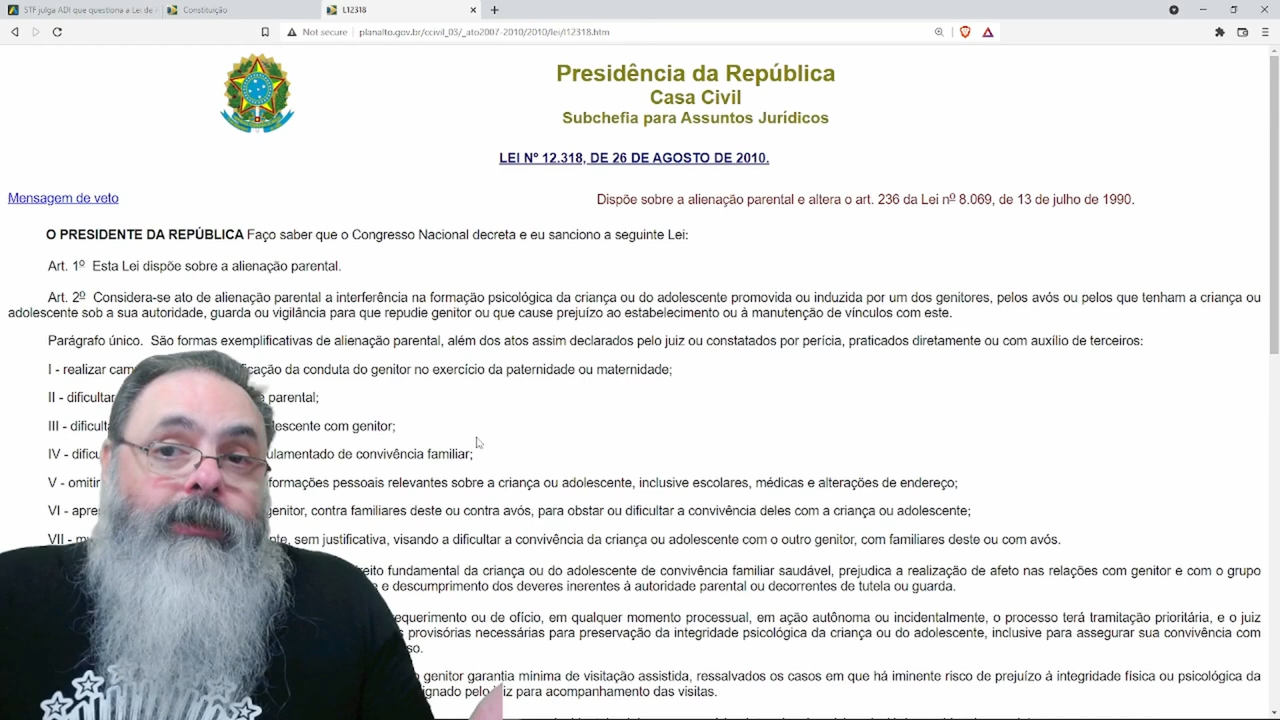 STF julga ADI que questiona a Lei de
Constituição
L12318
Not secure planalto.gov.br/ccivil_03/_ato2007-2010/2010/lei/l12318.htm
Presidência da República
Casa Civil
Subchefia para Assuntos Jurídicos
LEI Nº 12.318, DE 26 DE AGOSTO DE 2010.
Mensagem de veto
Dispõe sobre a alienação parental e altera o art. 236 da Lei nº 8.069, de 13 de julho de 1990.
O PRESIDENTE DA REPÚBLICA Faço saber que o Congresso Nacional decreta e eu sanciono a seguinte Lei:
Art. 1º Esta Lei dispõe sobre a alienação parental.
Art. 2º Considera-se ato de alienação parental a interferência na formação psicológica da criança ou do adolescente promovida ou induzida por um dos genitores, pelos avós ou pelos que tenham a criança ou
adolescente sob a sua autoridade, guarda ou vigilância para que repudie genitor ou que cause prejuízo ao estabelecimento ou à manutenção de vínculos com este.
Parágrafo único. São formas exemplificativas de alienação parental, além dos atos assim declarados pelo juiz ou constatados por perícia, praticados diretamente ou com auxílio de terceiros:
I - realizar da conduta do genitor no exercício da paternidade ou maternidade;
II - dificultar parental;
III - com genitor;
IV - de convivência familiar;
V - omitir pessoais relevantes sobre a criança ou adolescente, inclusive escolares, médicas e alterações de endereço;
VI - contra familiares deste ou contra avós, para obstar ou dificultar a convivência deles com a criança ou adolescente;
VII - sem justificativa, visando a dificultar a convivência da criança ou adolescente com o outro genitor, com familiares deste ou com avós.
fundamental da criança ou do adolescente de convivência familiar saudável, prejudica a realização de afeto nas relações com genitor e com o grupo
e descumprimento dos deveres inerentes à autoridade parental ou decorrentes de tutela ou guarda.
ou de ofício, em qualquer momento processual, em ação autônoma ou incidentalmente, o processo terá tramitação prioritária, e o juiz
provisórias necessárias para preservação da integridade psicológica da criança ou do adolescente, inclusive para assegurar sua convivência com
genitor garantia mínima de visitação assistida, ressalvados os casos em que há iminente risco de prejuízo à integridade física ou psicológica da
pelo juiz para acompanhamento das visitas.